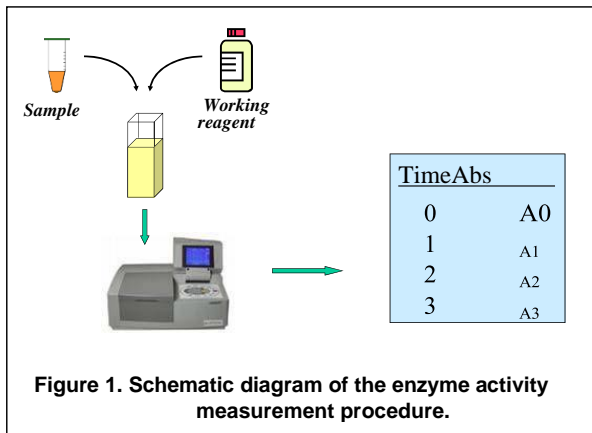 Sample
Working
reagent
TimeAbs
0 A0
1 A1
2 A2
3 A3
Figure 1. Schematic diagram of the enzyme activity
measurement procedure.